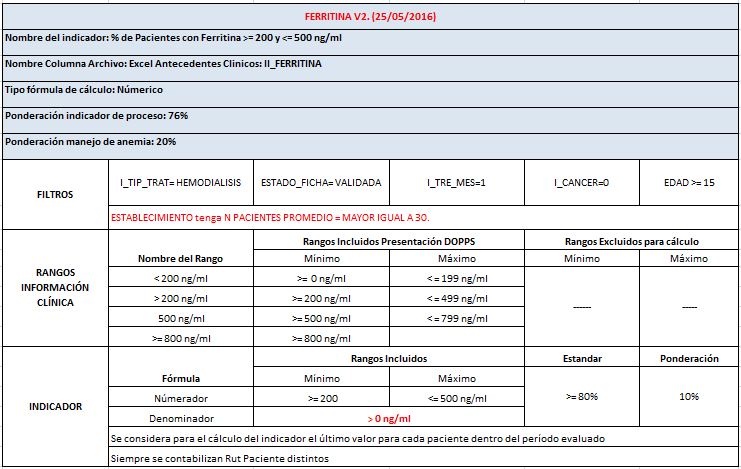 FERRITINA V2. (25/05/2016)
Nombre del indicador: % de Pacientes con Ferritina >= 200 y <= 500 ng/ml
Nombre Columna Archivo: Excel Antecedentes Clinicos: II_FERRITINA
Tipo fórmula de cálculo: Númerico
Ponderación indicador de proceso: 76%
Ponderación manejo de anemia: 20%
FILTROS
I_TIP_TRAT= HEMODIALISIS
ESTADO_FICHA= VALIDADA
I_TRE_MES=1
I_CANCER=0
EDAD >= 15
ESTABLECIMIENTO tenga N PACIENTES PROMEDIO = MAYOR IGUAL A 30.
RANGOS
INFORMACIÓN
CLÍNICA
Nombre del Rango
Rangos Incluidos Presentación DOPPS
Rangos Excluidos para cálculo
Mínimo
Máximo
Mínimo
Máximo
< 200 ng/ml
>= 0 ng/ml
<= 199 ng/ml
> 200 ng/ml
>= 200 ng/ml
<= 499 ng/ml
500 ng/ml
>= 500 ng/ml
<= 799 ng/ml
>= 800 ng/ml
>= 800 ng/ml
------
-----
INDICADOR
Fórmula
Rangos Incluidos
Estandar
Ponderación
Mínimo
Máximo
Númerador
>= 200
<= 500 ng/ml
>= 80%
10%
Denominador
> 0 ng/ml
Se considera para el cálculo del indicador el último valor para cada paciente dentro del período evaluado
Siempre se contabilizan Rut Paciente distintos